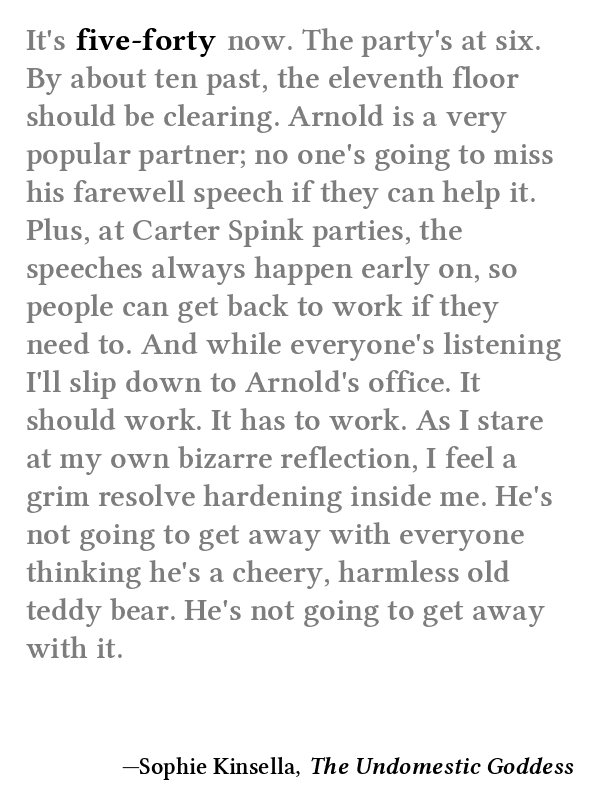 It's five-forty now. The party's at six.
By about ten past, the eleventh floor
should be clearing. Arnold is a very
popular partner; no one's going to miss
his farewell speech if they can help it.
Plus, at Carter Spink parties, the
speeches always happen early on, so
people can get back to work if they
need to. And while everyone's listening
I'll slip down to Arnold's office. It
should work. It has to work. As I stare
at my own bizarre reflection, I feel a
grim resolve hardening inside me. He's
not going to get away with everyone
thinking he's a cheery, harmless old
teddy bear. He's not going to get away
with it.
—Sophie Kinsella, The Undomestic Goddess